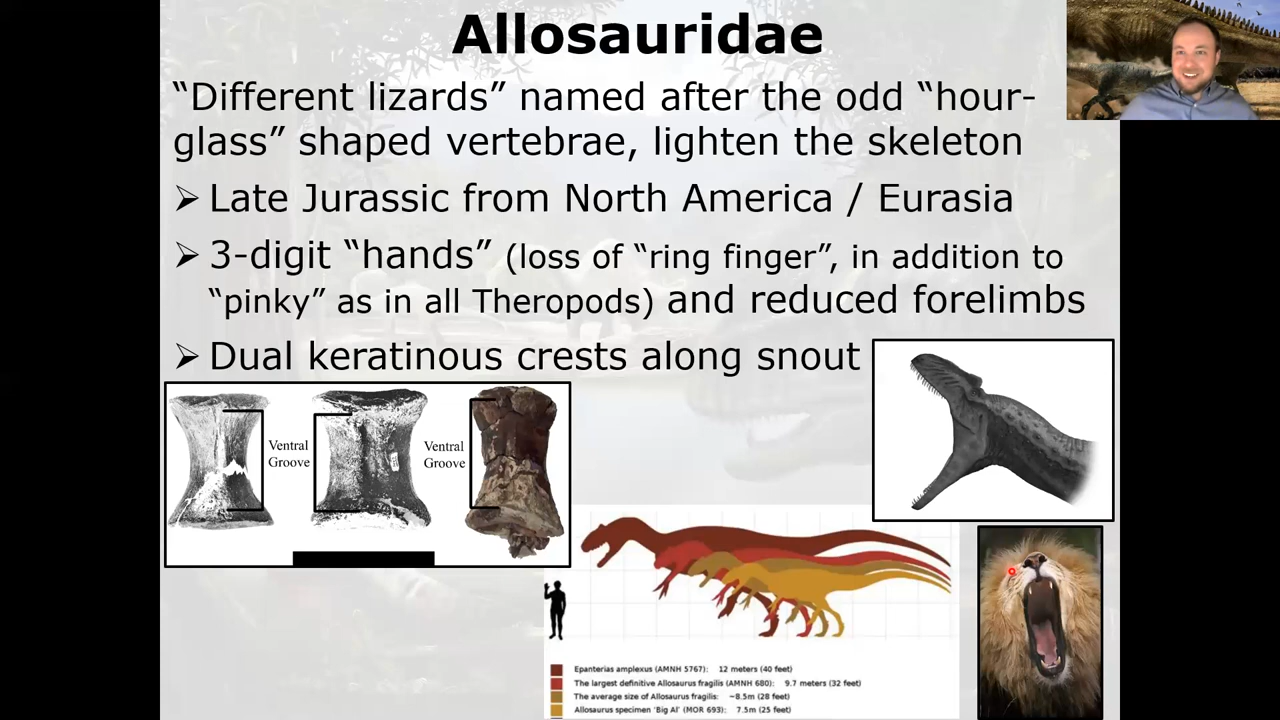 Allosauridae
“Different lizards” named after the odd “hour-
glass” shaped vertebrae, lighten the skeleton
➢ Late Jurassic from North America / Eurasia
➢ 3-digit “hands” (loss of “ring finger”, in addition to
“pinky” as in all Theropods) and reduced forelimbs
➢ Dual keratinous crests along snout
Ventral
Groove
Ventral
Groove
Epanterias amplexus (AMNH 5767): 12 meters (40 feet)
The largest definitive Allosaurus fragilis (AMNH 680): 9.7 meters (32 feet)
The average size of Allosaurus fragilis: ~8.5m (28 feet)
Allosaurus specimen 'Big Al' (MOR 693): 7.5m (25 feet)